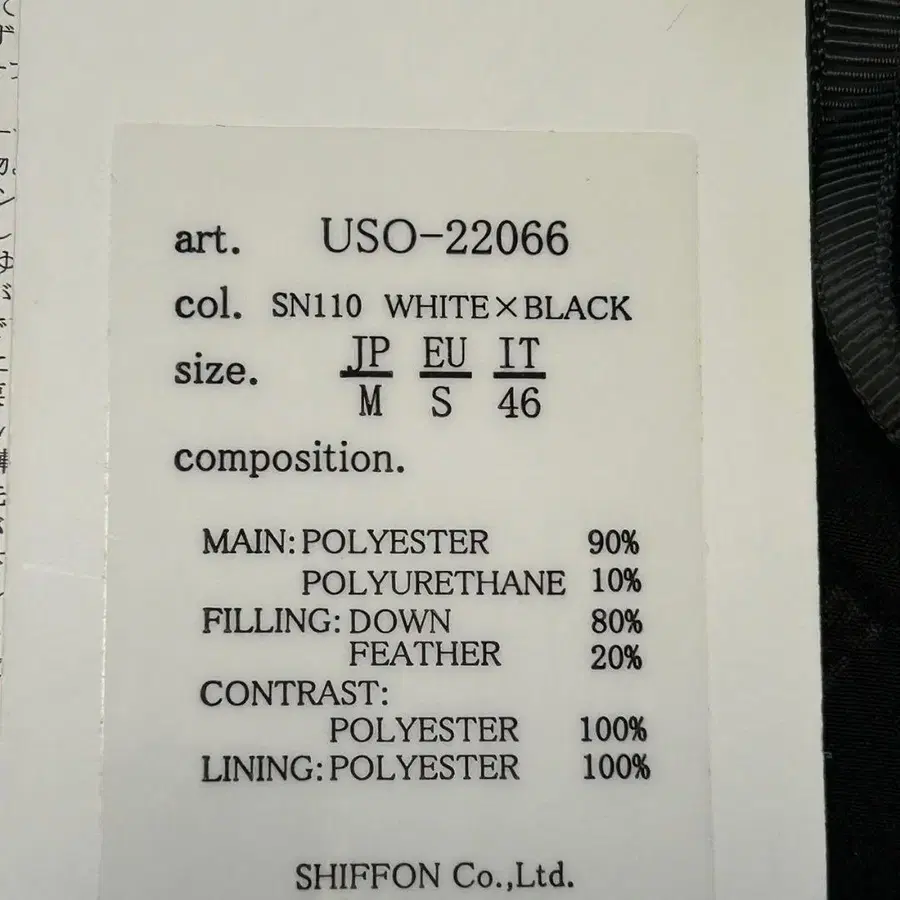 art. USO-22066
col. SN110 WHITE×BLACK
size. JP EU IT
M S 46
composition.
MAIN: POLYESTER 90%
POLYURETHANE 10%
FILLING: DOWN 80%
FEATHER 20%
CONTRAST:
POLYESTER 100%
LINING: POLYESTER 100%
SHIFFON Co.,Ltd.